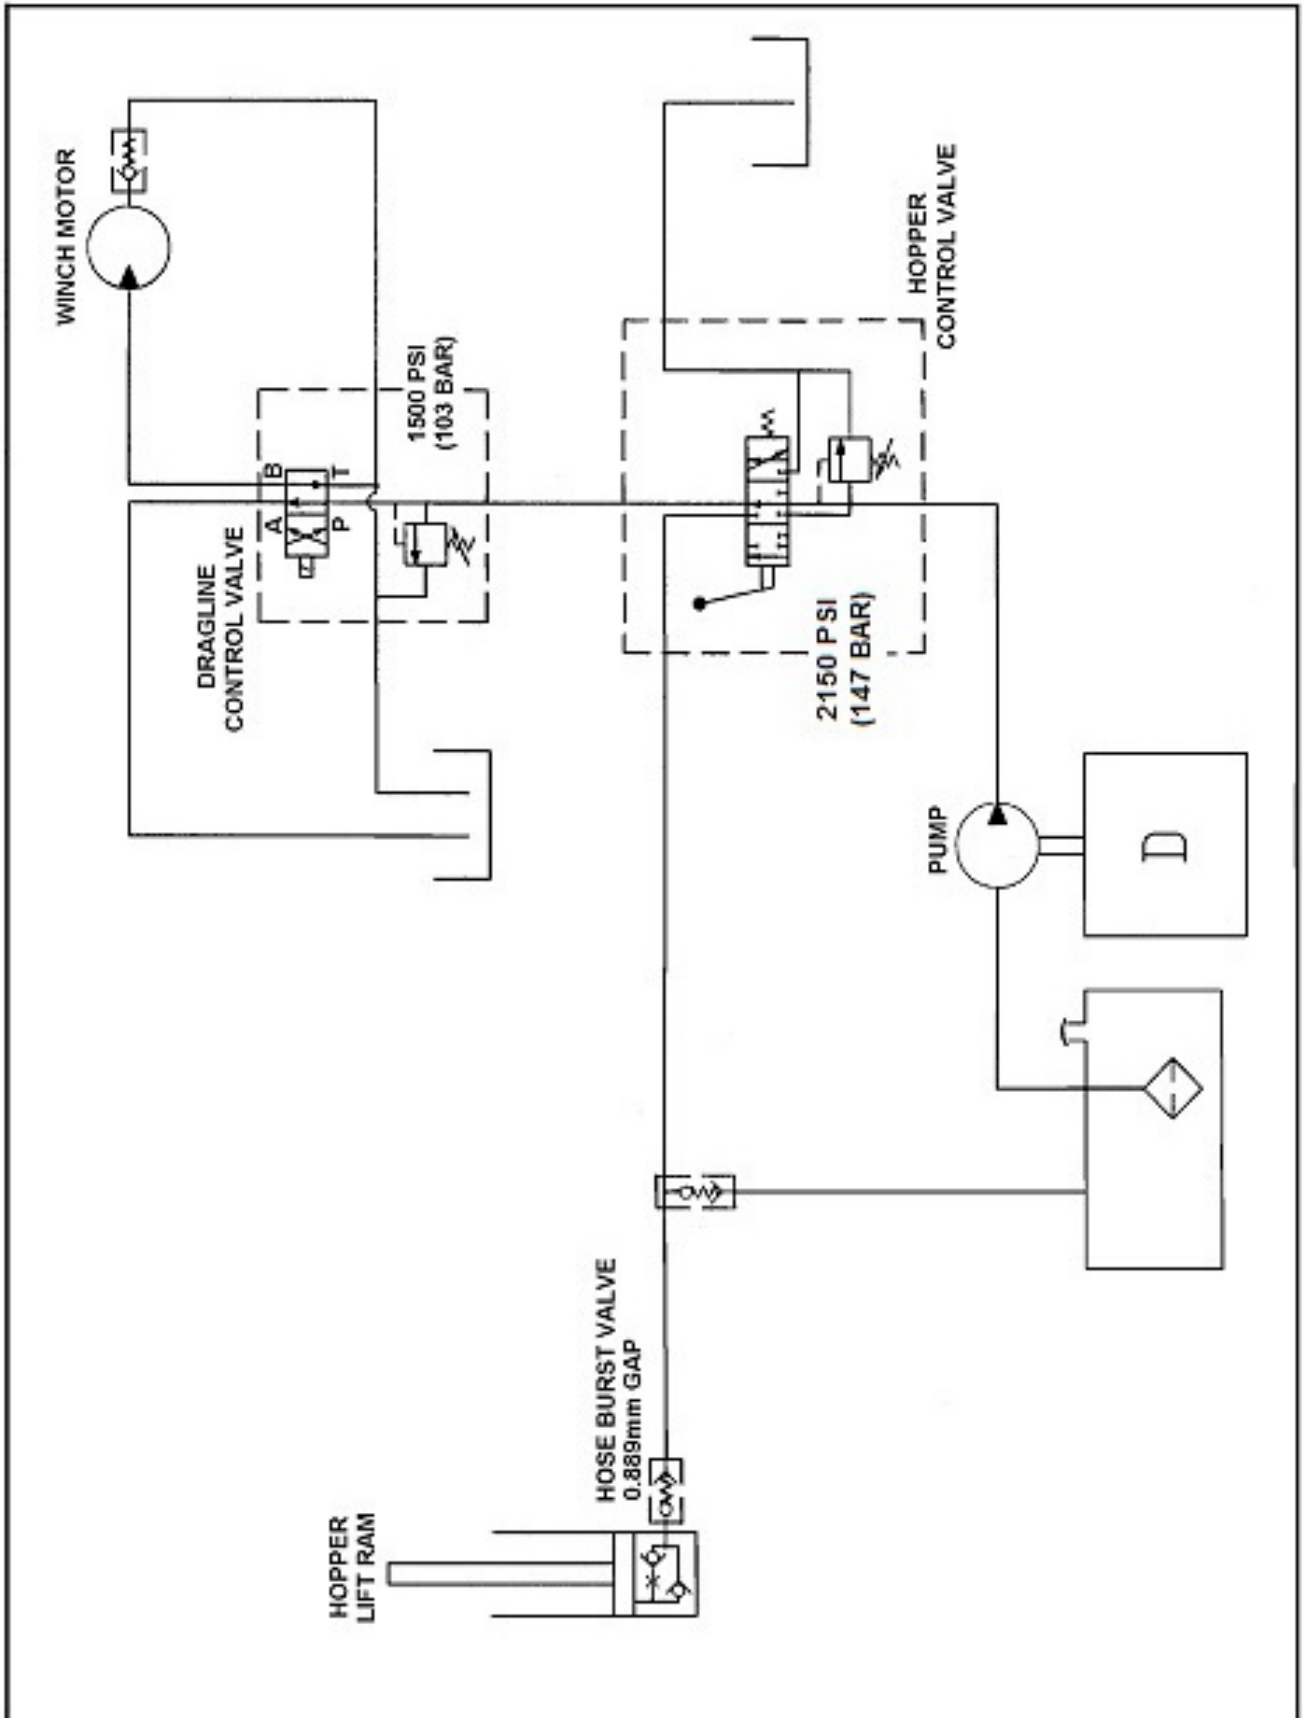 WINCH MOTOR
DRAGLINE
CONTROL VALVE
A
B
P
T
1500 PSI
(103 BAR)
HOPPER
CONTROL VALVE
2150 PSI
(147 BAR)
PUMP
D
HOSE BURST VALVE
0.889mm GAP
HOPPER
LIFT RAM